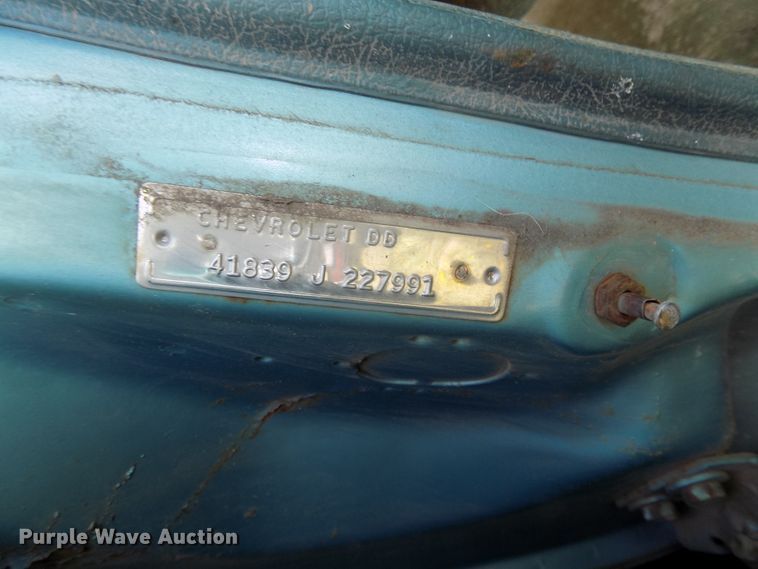 CHEVROLET DD
41839 J 227991
Purple Wave Auction